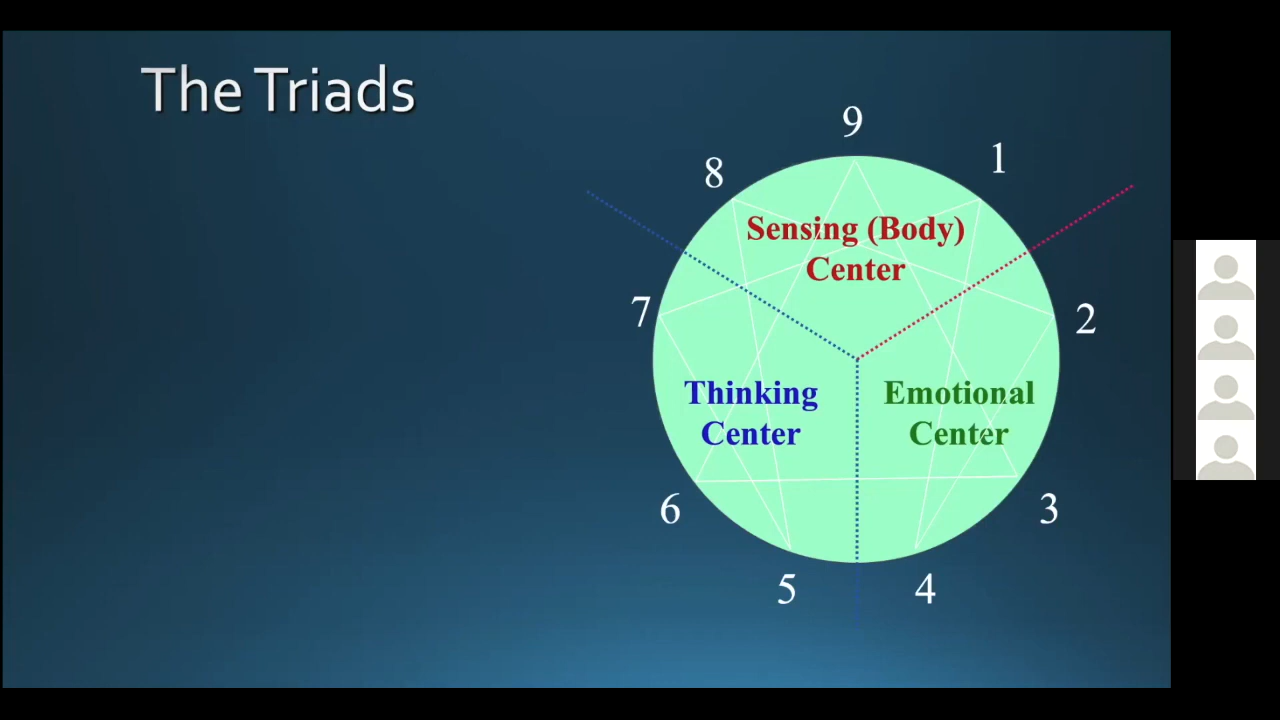 The Triads
9
8
1
Sensing (Body)
Center
7
2
Thinking
Center
Emotional
Center
6
3
5
4